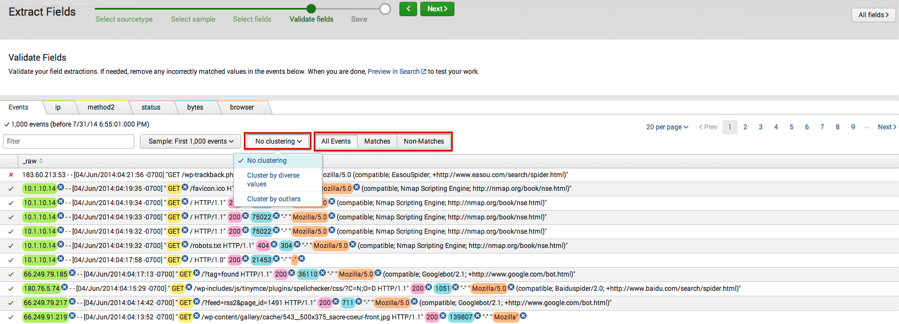 Extract Fields
Select sourcetype Select sample Select fields Validate fields Save
Next >
All fields >
Validate Fields
Validate your field extractions. If needed, remove any incorrectly matched values in the events below. When you are done, Preview in Search to test your work.
Events ip method2 status bytes browser
✓ 1,000 events (before 7/31/14 6:55:01.000 PM)
20 per page < Prev 1 2 3 4 5 6 7 8 9 ... Next >
filter Sample: First 1,000 events No clustering All Events Matches Non-Matches
_raw
✓ No clustering
Cluster by diverse
values
Cluster by outliers
183.60.213.53 - - [04/Jun/2014:04:21:56 -0700] "GET /wp-trackback.ph ozilla/5.0 (compatible; EasouSpider; +http://www.easou.com/search/spider.html)"
10.1.10.14 - - [04/Jun/2014:04:19:35 -0700] "GET /favicon.ico H Mozilla/5.0 (compatible; Nmap Scripting Engine; http://nmap.org/book/nse.html)"
10.1.10.14 - - [04/Jun/2014:04:19:34 -0700] "GET / HTTP/1.1" 2 Mozilla/5.0 (compatible; Nmap Scripting Engine; http://nmap.org/book/nse.html)"
10.1.10.14 - - [04/Jun/2014:04:19:33 -0700] "GET / HTTP/1.1" 200 75022 "-" "Mozilla/5.0 (compatible; Nmap Scripting Engine; http://nmap.org/book/nse.html)"
10.1.10.14 - - [04/Jun/2014:04:19:32 -0700] "GET / HTTP/1.1" 200 75022 "-" "Mozilla/5.0 (compatible; Nmap Scripting Engine; http://nmap.org/book/nse.html)"
10.1.10.14 - - [04/Jun/2014:04:19:32 -0700] "GET /robots.txt HTTP/1.1" 404 304 "-" "Mozilla/5.0 (compatible; Nmap Scripting Engine; http://nmap.org/book/nse.html)"
10.1.10.14 - - [04/Jun/2014:04:17:58 -0700] "GET / HTTP/1.0" 200 21453 "-" "-"
66.249.79.185 - - [04/Jun/2014:04:17:13 -0700] "GET /?tag=found HTTP/1.1" 200 36110 "-" "Mozilla/5.0 (compatible; Googlebot/2.1; +http://www.google.com/bot.html)"
180.76.5.74 - - [04/Jun/2014:04:15:29 -0700] "GET /wp-includes/js/tinymce/plugins/spellchecker/css/?C=N;O=D HTTP/1.1" 200 1051 "-" "Mozilla/5.0 (compatible; Baiduspider/2.0; +http://www.baidu.com/search/spider.html)"
66.249.79.217 - - [04/Jun/2014:04:14:42 -0700] "GET /?feed=rss2&page_id=1491 HTTP/1.1" 200 711 "-" "Mozilla/5.0 (compatible; Googlebot/2.1; +http://www.google.com/bot.html)"
66.249.91.219 - - [04/Jun/2014:04:13:52 -0700] "GET /wp-content/gallery/cache/543__500x375_sacre-coeur-front.jpg HTTP/1.1" 200 139807 "-" "Mozilla"